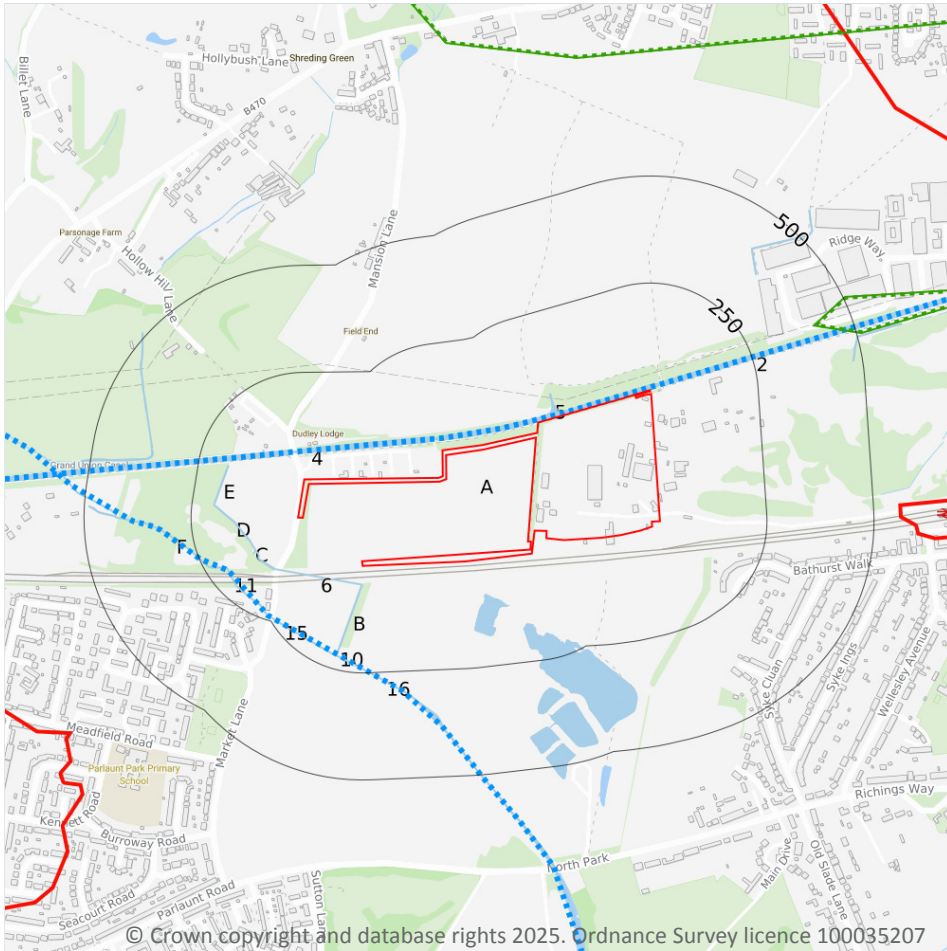 Billet Lane
Hollybush Lane
Shreding Green
B470
Parsonage Farm
Hollow Hill Lane
Mansion Lane
500
Ridge Way
250
Field End
2
5
Dudley Lodge
4
Grand Union Canal
A
E
D
F
C
11
6
Bathurst Walk
B
15
10
16
Syke Cluan
Syke Ings
Wellesley Avenue
Meadfield Road
Market Lane
Parlaunt Park Primary
School
Kennett Road
Richings Way
Burroway Road
North Park
Main Drive
Old Slade Lane
Parlaunt Road
Seacourt Road
Sutton Lane
© Crown copyright and database rights 2025. Ordnance Survey licence 100035207